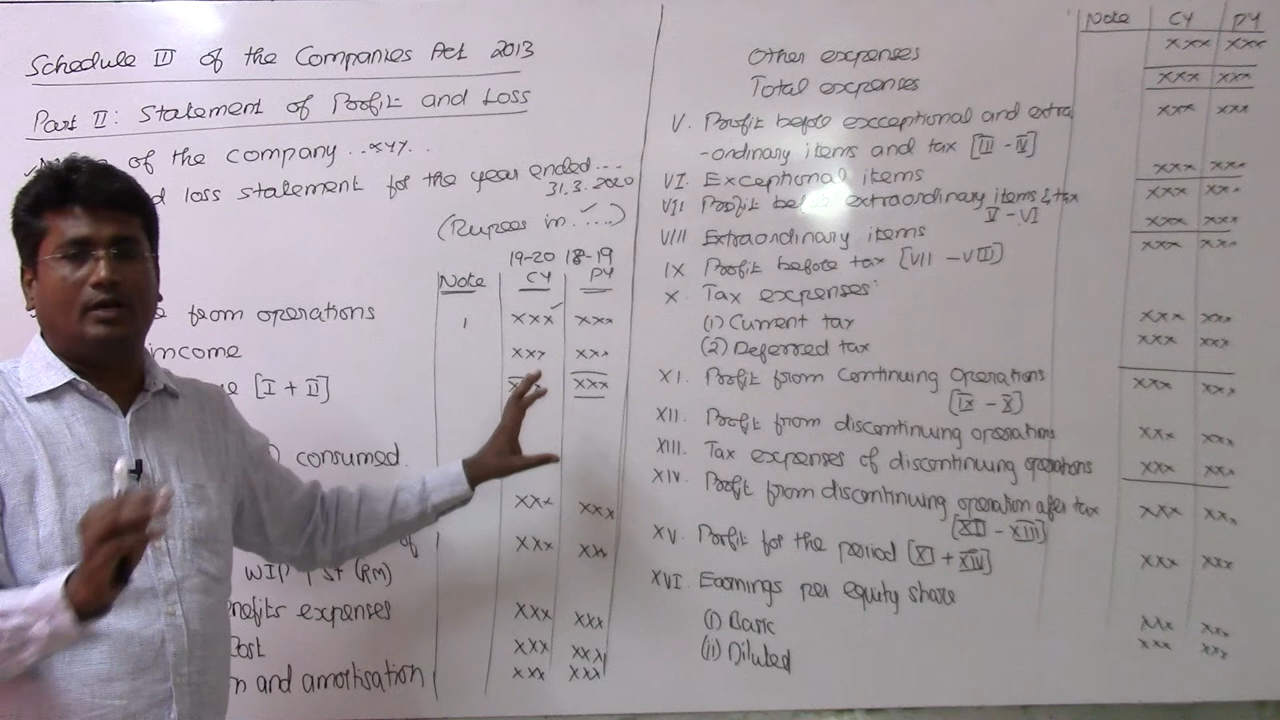 Schedule III of the Companies Act 2013
Part II: Statement of Profit and Loss
of the company ..xyz..
loss statement for the year ended....
31.3.2020
(Rupees in .....)
19-20 18-19
Note CY PY
from operations 1 xxx xxx
income xxx xxx
[I + II] xxx xxx
consumed.
xxx xxx
of xxx xxx
WIP, ST (RM)
expenses xxx xxx
Cost xxx xxx
and amortisation xxx xxx
Note CY PY
Other expenses xxx xxx
Total expenses xxx xxx
V. Profit before exceptional and extra xxx xxx
-ordinary items and tax [III - IV]
VI. Exceptional items xxx xxx
VII Profit before extraordinary items & tax xxx xxx
V - VI
VIII Extraordinary items xxx xxx
IX Profit before tax [VII - VIII] xxx xxx
X. Tax expenses:
(1) Current tax xxx xxx
(2) Deferred tax xxx xxx
XI. Profit from Continuing Operations xxx xxx
[IX - X]
XII. Profit from discontinuing operations xxx xxx
XIII. Tax expenses of discontinuing operations xxx xxx
XIV. Profit from discontinuing operation after tax xxx xxx
[XII - XIII]
XV. Profit for the period [XI + XIV] xxx xxx
XVI. Earnings per equity share
(i) Basic xxx xxx
(ii) Diluted xxx xxx